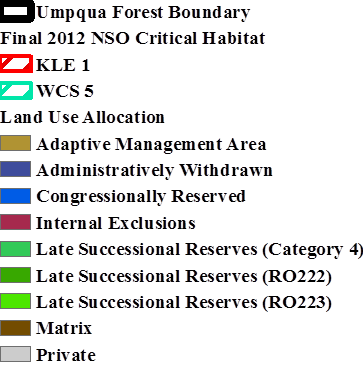 Umpqua Forest Boundary
Final 2012 NSO Critical Habitat
KLE 1
WCS 5
Land Use Allocation
Adaptive Management Area
Administratively Withdrawn
Congressionally Reserved
Internal Exclusions
Late Successional Reserves (Category 4)
Late Successional Reserves (RO222)
Late Successional Reserves (RO223)
Matrix
Private